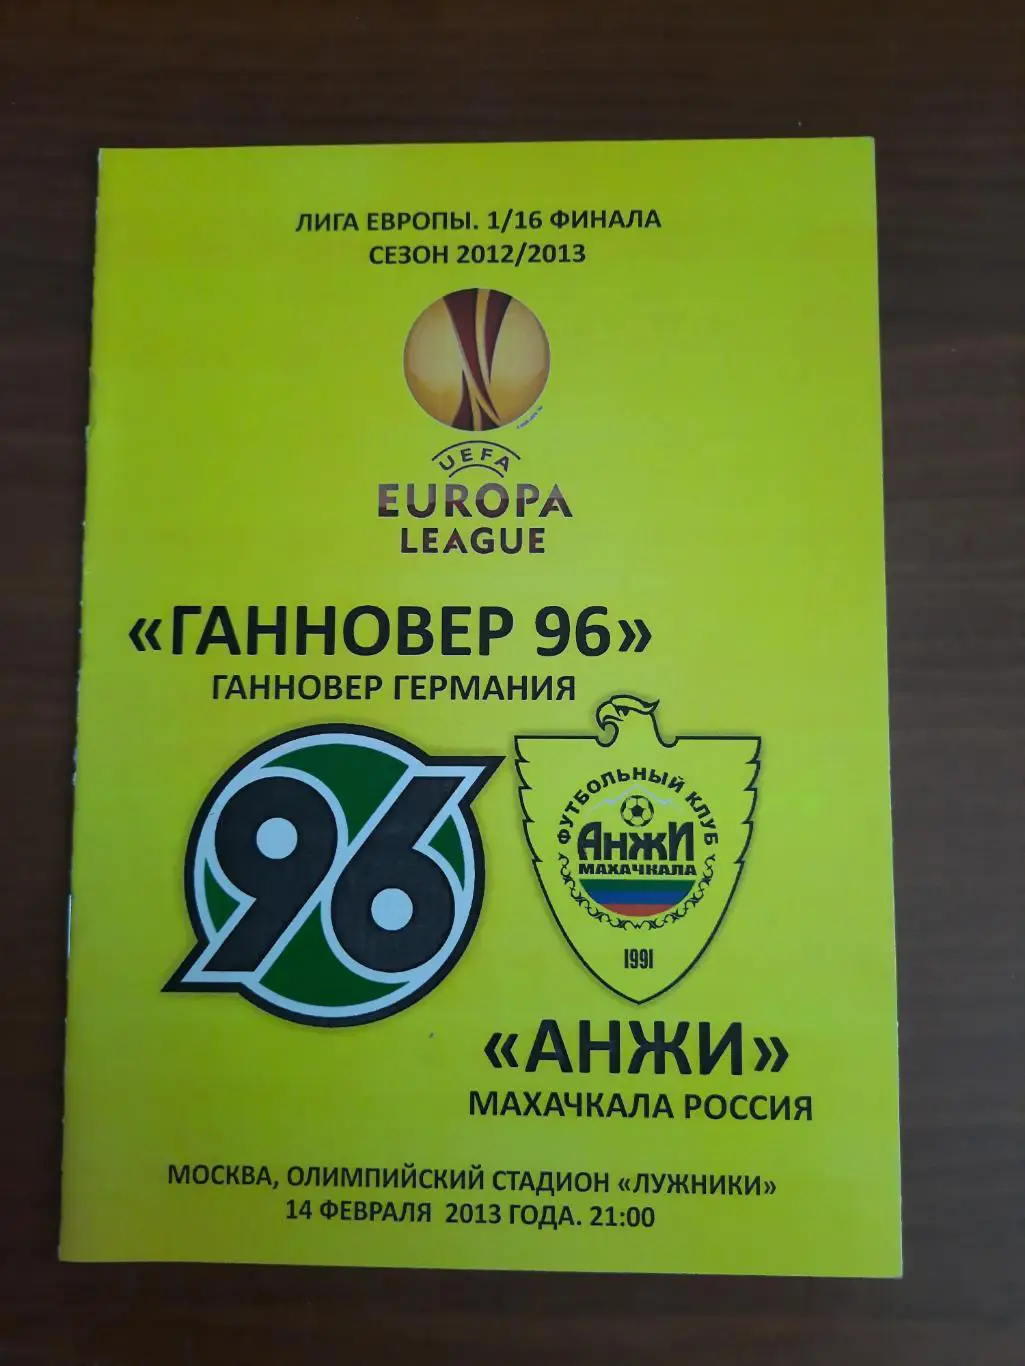 ЛИГА ЕВРОПЫ. 1/16 ФИНАЛА
СЕЗОН 2012/2013
UEFA
EUROPA
LEAGUE
«ГАННОВЕР 96»
ГАННОВЕР ГЕРМАНИЯ
96
ФУТБОЛЬНЫЙ КЛУБ
АНЖИ
МАХАЧКАЛА
1991
«АНЖИ»
МАХАЧКАЛА РОССИЯ
МОСКВА, ОЛИМПИЙСКИЙ СТАДИОН «ЛУЖНИКИ»
14 ФЕВРАЛЯ 2013 ГОДА. 21:00